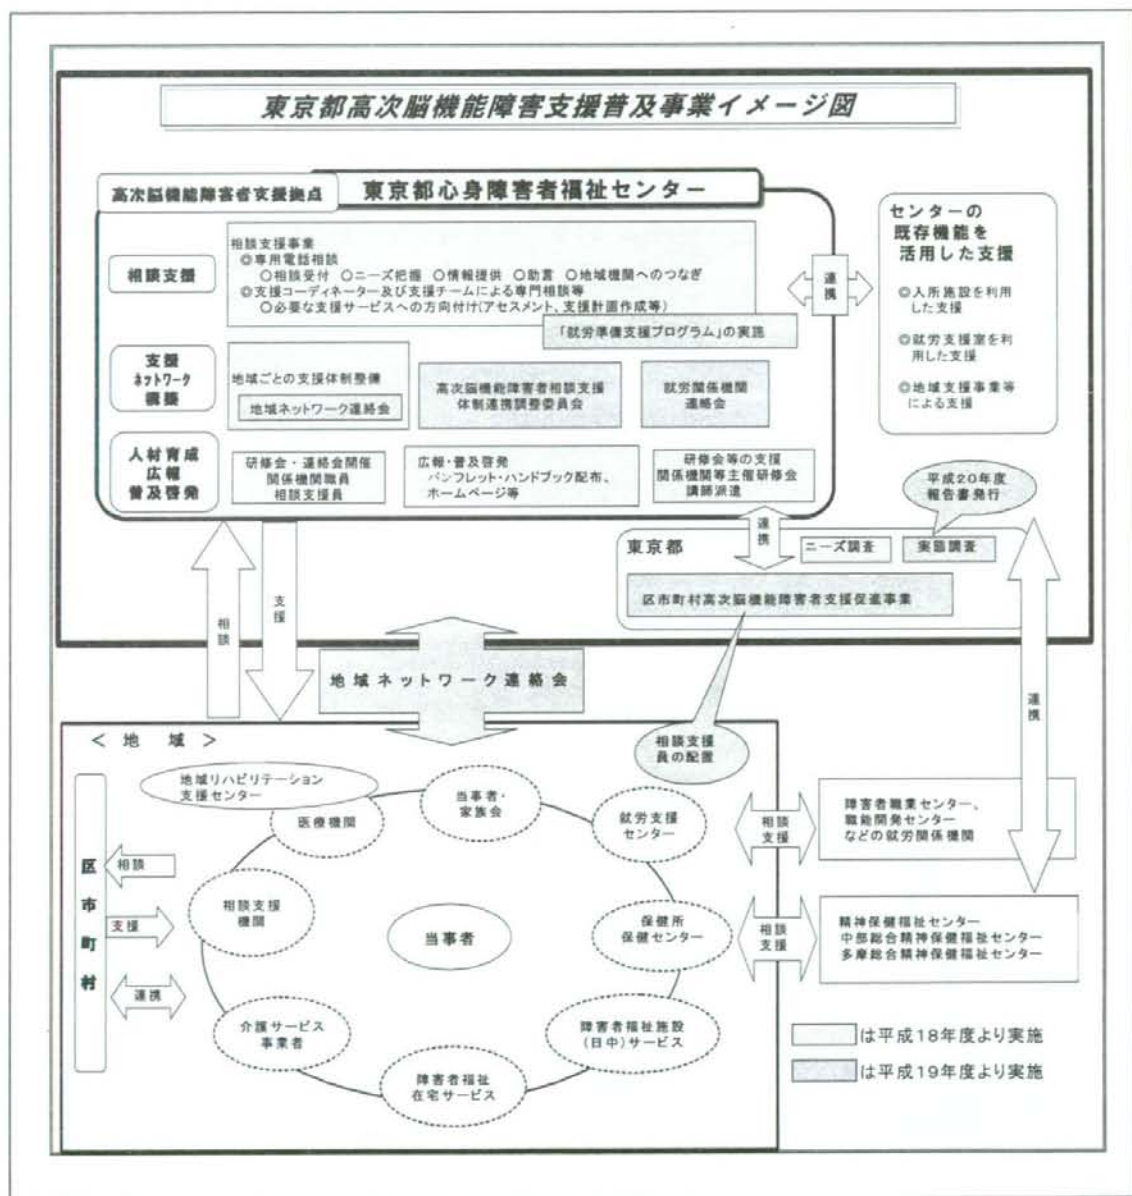 東京都高次脳機能障害支援普及事業イメージ図
高次脳機能障害者支援拠点
東京都心身障害者福祉センター
相談支援
相談支援事業
◎専用電話相談
○相談受付 ○ニーズ把握 ○情報提供 ○助言 ○地域機関へのつなぎ
◎支援コーディネーター及び支援チームによる専門相談等
○必要な支援サービスへの方向付け(アセスメント、支援計画作成等)
「就労準備支援プログラム」の実施
連携
センターの
既存機能を
活用した支援
◎入所施設を利用
した支援
◎就労支援室を利
用した支援
◎地域支援事業等
による支援
支援
ネットワーク
構築
地域ごとの支援体制整備
地域ネットワーク連絡会
高次脳機能障害者相談支援
体制連携調整委員会
就労関係機関
連絡会
人材育成
広報
普及啓発
研修会・連絡会開催
関係機関職員
相談支援員
広報・普及啓発
パンフレット・ハンドブック配布、
ホームページ等
研修会等の支援
関係機関等主催研修会
講師派遣
平成20年度
報告書発行
連携
東京都
ニーズ調査
実態調査
区市町村高次脳機能障害者支援促進事業
相談
支援
地域ネットワーク連絡会
連携
相談支援
員の配置
<地 域>
区市町村
相談
支援
連携
地域リハビリテーション
支援センター
医療機関
当事者・
家族会
就労支援
センター
相談支援
機関
当事者
保健所
保健センター
介護サービス
事業者
障害者福祉
在宅サービス
障害者福祉施設
(日中)サービス
相談
支援
障害者職業センター、
職能開発センター
などの就労関係機関
相談
支援
精神保健福祉センター
中部総合精神保健福祉センター
多摩総合精神保健福祉センター
は平成18年度より実施
は平成19年度より実施